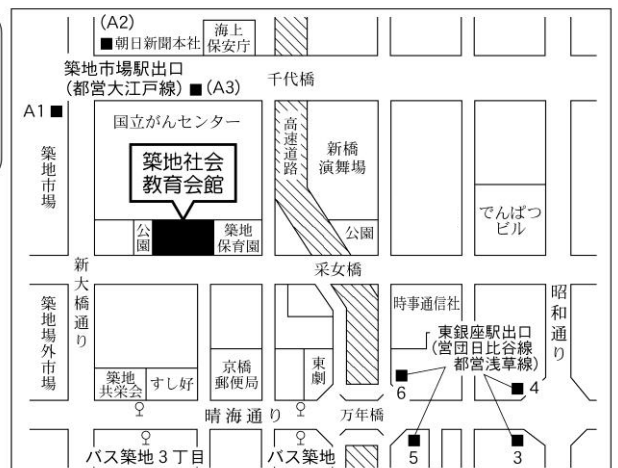 (A2)
■朝日新聞本社
海上
保安庁
築地市場駅出口
(都営大江戸線)■(A3)
千代橋
A1■
国立がんセンター
築地市場
高速道路
新橋
演舞場
築地社会
教育会館
公園
築地
保育園
公園
でんぱつ
ビル
采女橋
新大橋通り
築地場外市場
時事通信社
昭和通り
東銀座駅出口
(営団日比谷線
都営浅草線)
築地
共栄会
すし好
京橋
郵便局
東劇
6
4
晴海通り
万年橋
バス築地3丁目
バス築地
5
3